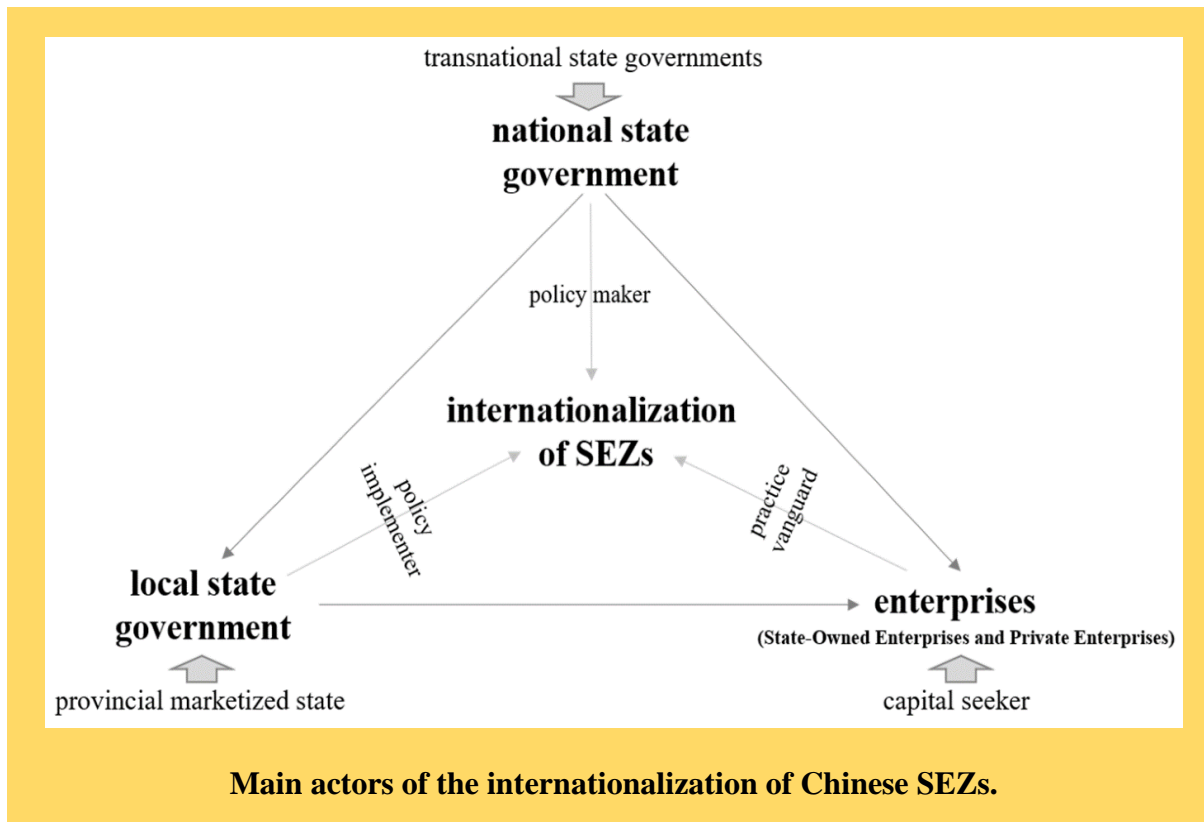 transnational state governments
national state
government
policy maker
internationalization
of SEZs
policy
implementer
practice
vanguard
local state
government
enterprises
(State-Owned Enterprises and Private Enterprises)
provincial marketized state
capital seeker
Main actors of the internationalization of Chinese SEZs.